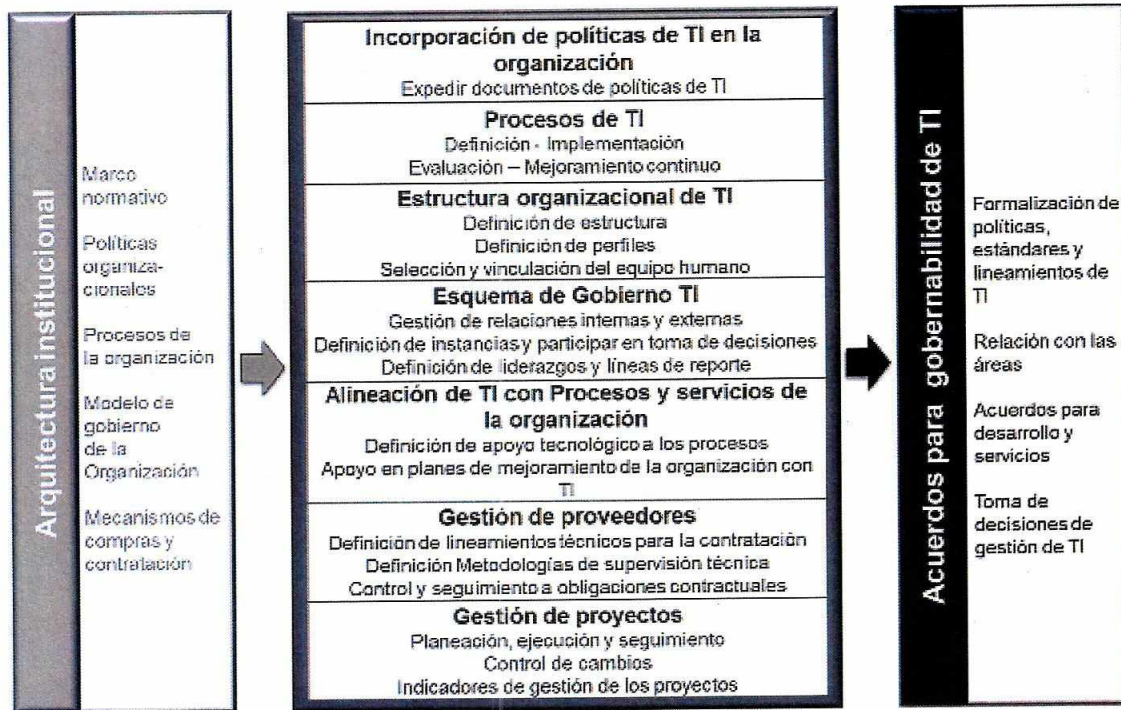 Arquitectura institucional
Marco
normativo
Políticas
organiza-
cionales
Procesos de
la organización
Modelo de
gobierno
de la
Organización
Mecanismos de
compras y
contratación
Incorporación de políticas de TI en la
organización
Expedir documentos de políticas de TI
Procesos de TI
Definición - Implementación
Evaluación – Mejoramiento continuo
Estructura organizacional de TI
Definición de estructura
Definición de perfiles
Selección y vinculación del equipo humano
Esquema de Gobierno TI
Gestión de relaciones internas y externas
Definición de instancias y participar en toma de decisiones
Definición de liderazgos y líneas de reporte
Alineación de TI con Procesos y servicios de
la organización
Definición de apoyo tecnológico a los procesos
Apoyo en planes de mejoramiento de la organización con
TI
Gestión de proveedores
Definición de lineamientos técnicos para la contratación
Definición Metodologías de supervisión técnica
Control y seguimiento a obligaciones contractuales
Gestión de proyectos
Planeación, ejecución y seguimiento
Control de cambios
Indicadores de gestión de los proyectos
Acuerdos para gobernabilidad de TI
Formalización de
políticas,
estándares y
lineamientos de
TI
Relación con las
áreas
Acuerdos para
desarrollo y
servicios
Toma de
decisiones de
gestión de TI